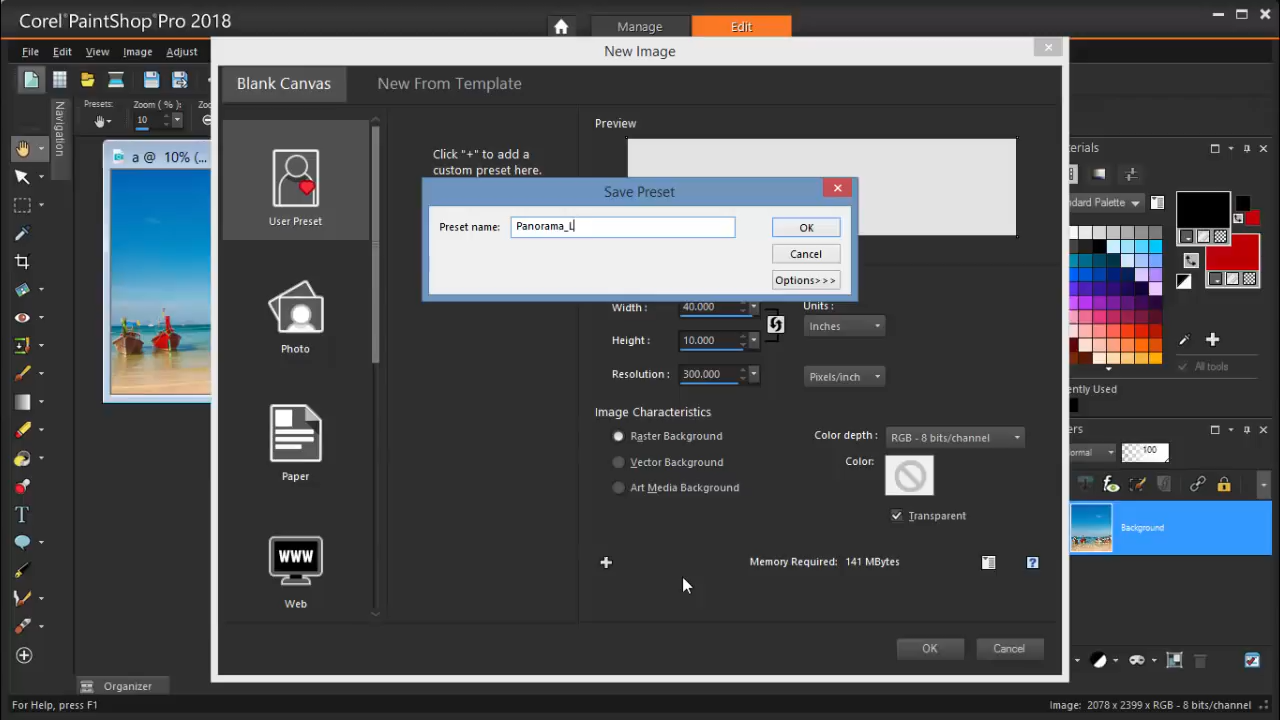 Corel PaintShop Pro 2018
Manage
Edit
File
Edit
View
Image
Adjust
New Image
Blank Canvas
New From Template
Presets:
Zoom ( % ):
10
Navigation
a @ 10% (...
User Preset
Photo
Paper
WWW
Web
Click "+" to add a
custom preset here.
Preview
Save Preset
Preset name:
Panorama_L
OK
Cancel
Options>>>
Width :
40.000
Units :
Inches
Height :
10.000
Resolution :
300.000
Pixels/inch
Image Characteristics
Raster Background
Vector Background
Art Media Background
Color depth :
RGB - 8 bits/channel
Color:
Transparent
Memory Required: 141 MBytes
OK
Cancel
terials
ndard Palette
All tools
ently Used
ers
ormal
100
Background
T
Organizer
For Help, press F1
Image: 2078 x 2399 x RGB - 8 bits/channel